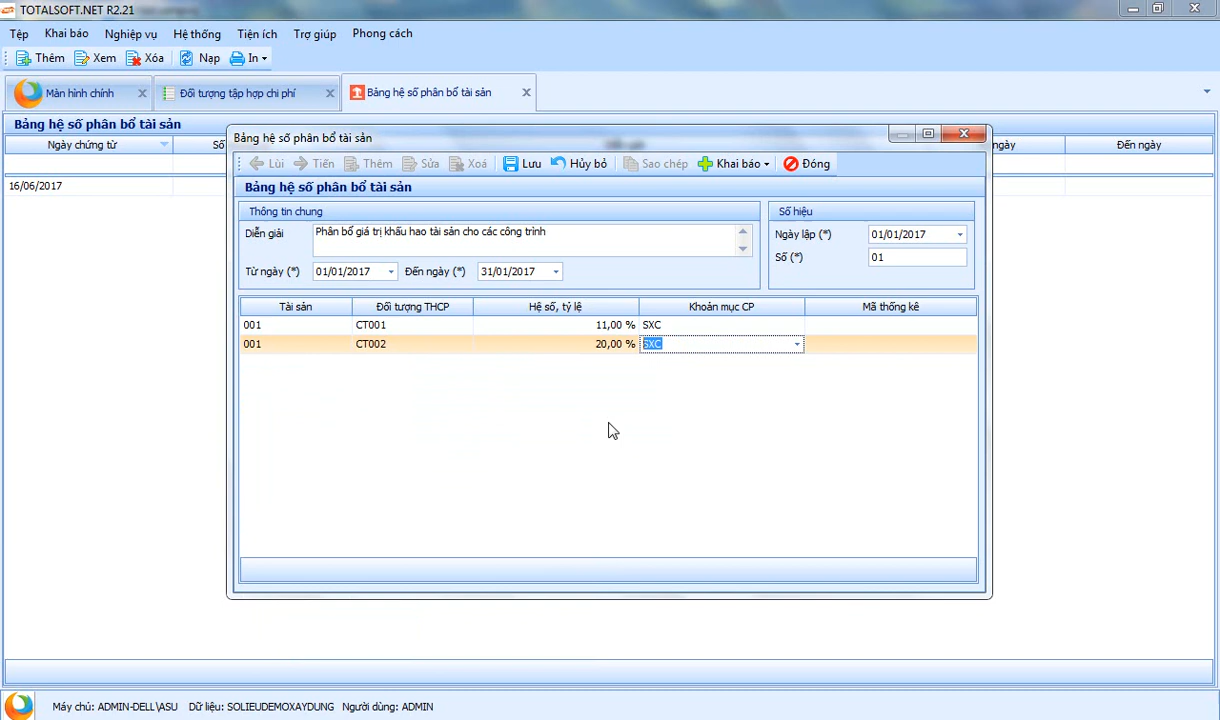 TOTALSOFT.NET R2.21
Tệp Khai báo Nghiệp vụ Hệ thống Tiện ích Trợ giúp Phong cách
Thêm Xem Xóa Nạp In
Màn hình chính Đối tượng tập hợp chi phí Bảng hệ số phân bổ tài sản
Bảng hệ số phân bổ tài sản
Ngày chứng từ Số ngày Đến ngày
16/06/2017
Bảng hệ số phân bổ tài sản
Lùi Tiến Thêm Sửa Xoá Lưu Hủy bỏ Sao chép Khai báo Đóng
Bảng hệ số phân bổ tài sản
Thông tin chung Số hiệu
Diễn giải Phân bổ giá trị khấu hao tài sản cho các công trình Ngày lập (*) 01/01/2017
Số (*) 01
Từ ngày (*) 01/01/2017 Đến ngày (*) 31/01/2017
Tài sản Đối tượng THCP Hệ số, tỷ lệ Khoản mục CP Mã thống kê
001 CT001 11,00 % SXC
001 CT002 20,00 % SXC
Máy chủ: ADMIN-DELL\ASU Dữ liệu: SOLIEUDEMOXAYDUNG Người dùng: ADMIN